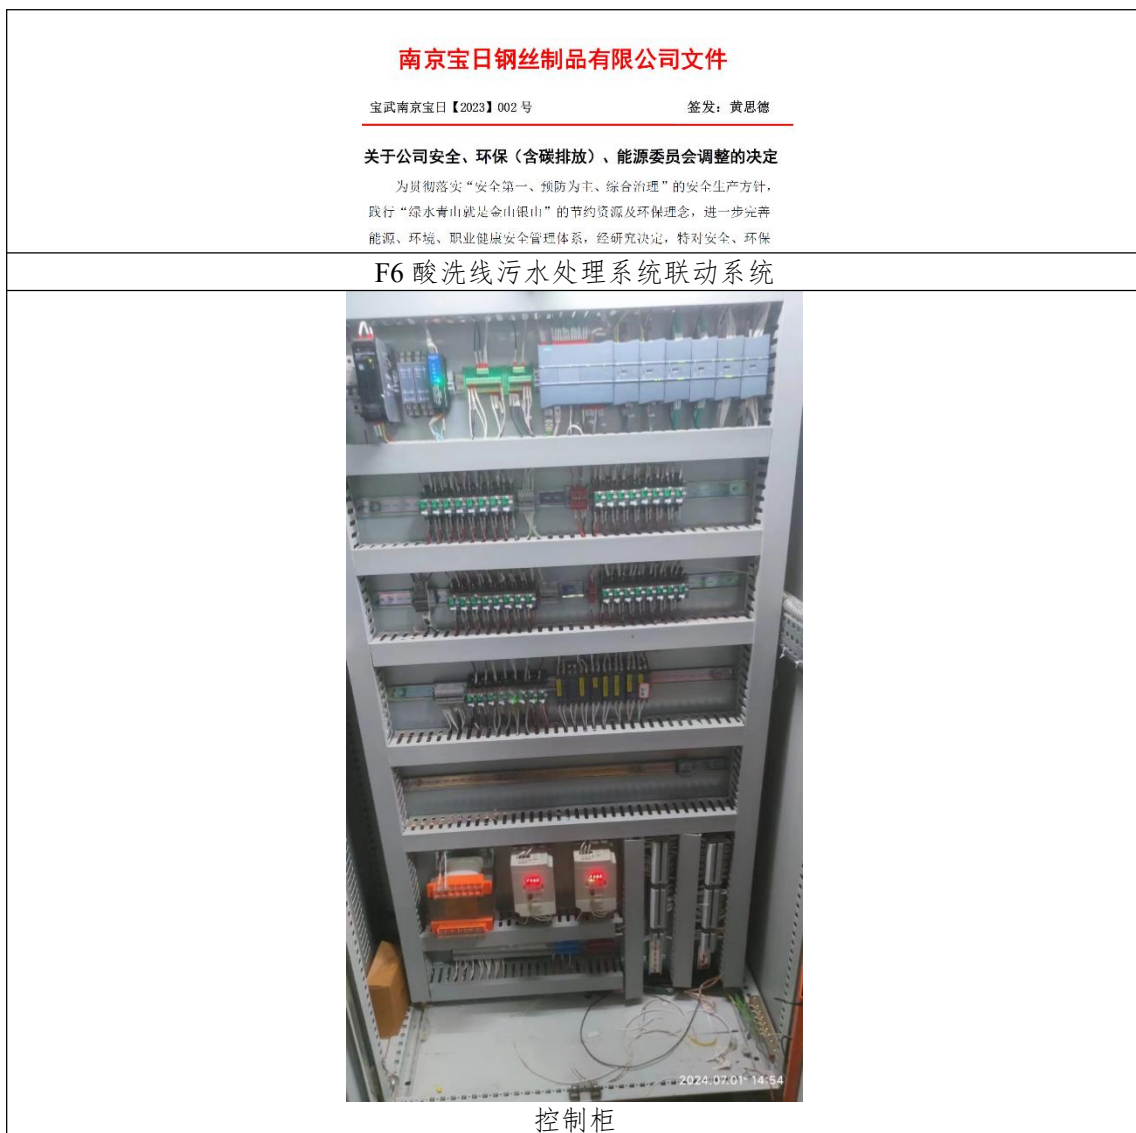 南京宝日钢丝制品有限公司文件
宝武南京宝日【2023】002 号 签发：黄思德
关于公司安全、环保（含碳排放）、能源委员会调整的决定
为贯彻落实“安全第一、预防为主、综合治理”的安全生产方针，
践行“绿水青山就是金山银山”的节约资源及环保理念，进一步完善
能源、环境、职业健康安全管理体系，经研究决定，特对安全、环保
F6 酸洗线污水处理系统联动系统
2024.07.01 14:54
控制柜